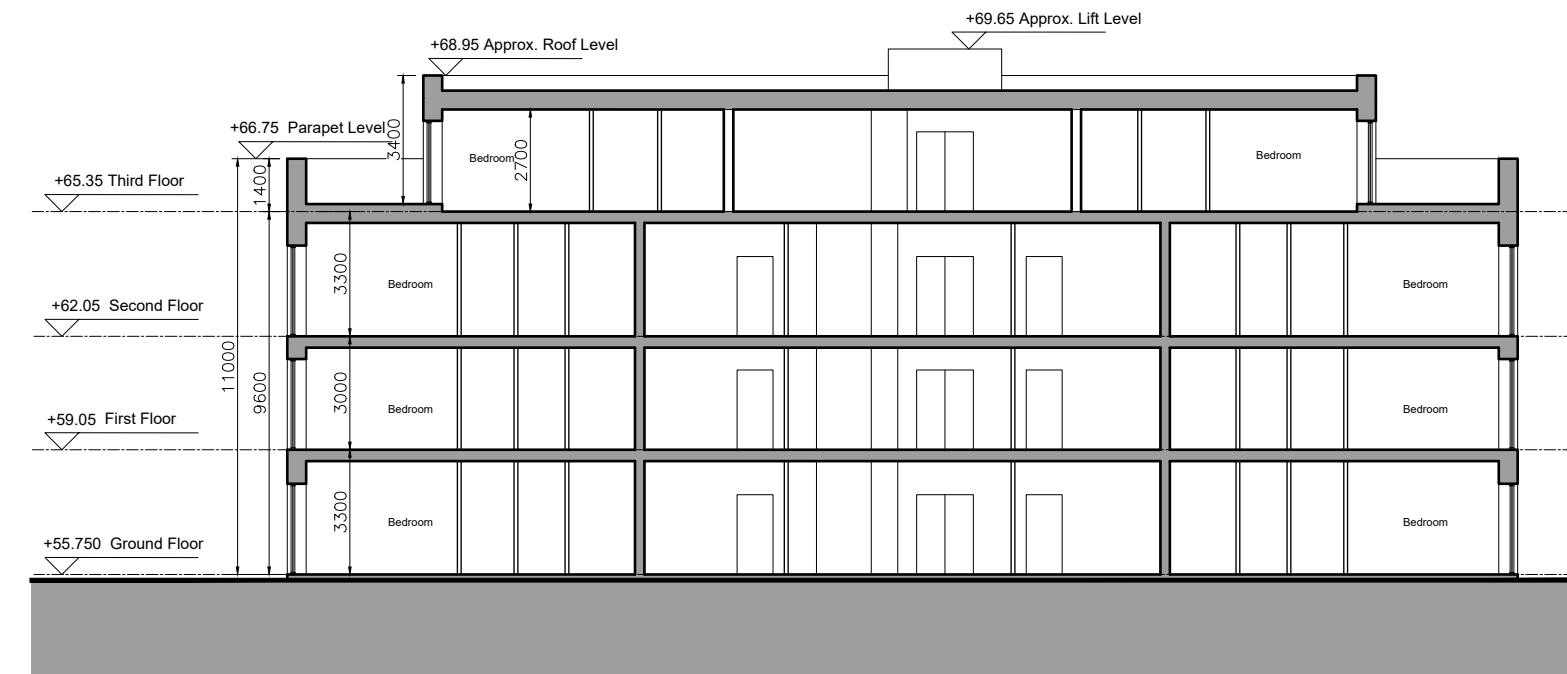 +69.65 Approx. Lift Level
+68.95 Approx. Roof Level
+66.75 Parapet Level
3400
Bedroom
2700
Bedroom
1400
+65.35 Third Floor
3300
Bedroom
Bedroom
+62.05 Second Floor
11000
9600
3000
Bedroom
Bedroom
+59.05 First Floor
3300
Bedroom
Bedroom
+55.750 Ground Floor